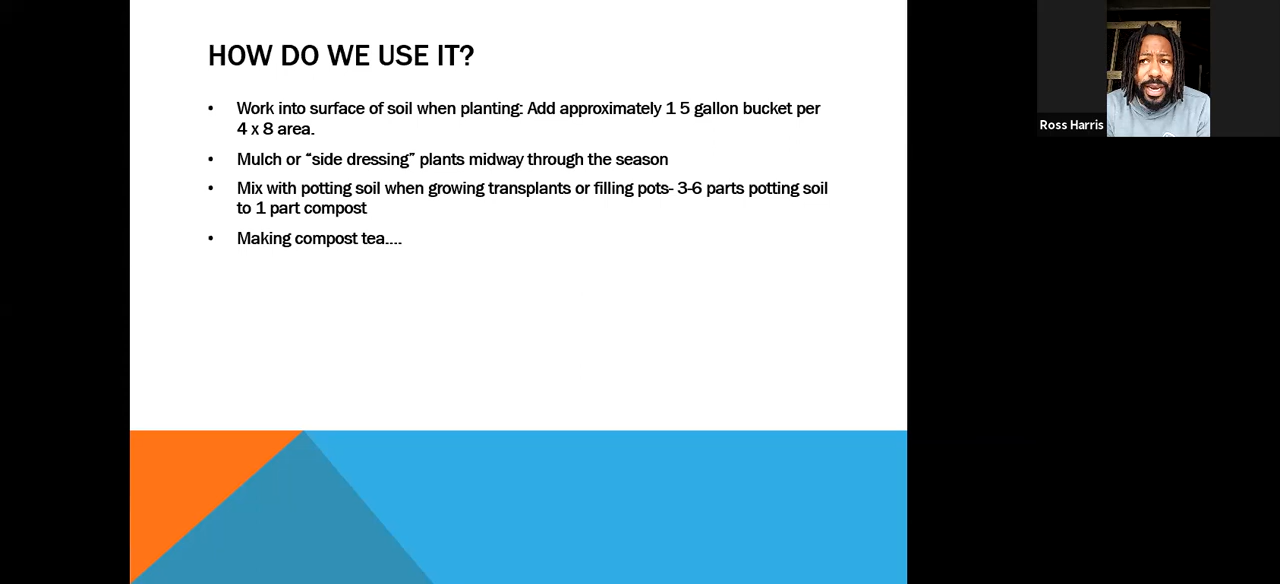 HOW DO WE USE IT?
• Work into surface of soil when planting: Add approximately 1 5 gallon bucket per
4 x 8 area.
• Mulch or “side dressing” plants midway through the season
• Mix with potting soil when growing transplants or filling pots- 3-6 parts potting soil
to 1 part compost
• Making compost tea....
Ross Harris